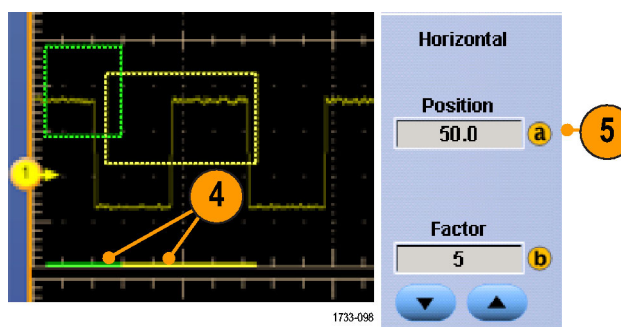 1
4
1733-098
Horizontal
Position
50.0 a
5
Factor
5 b